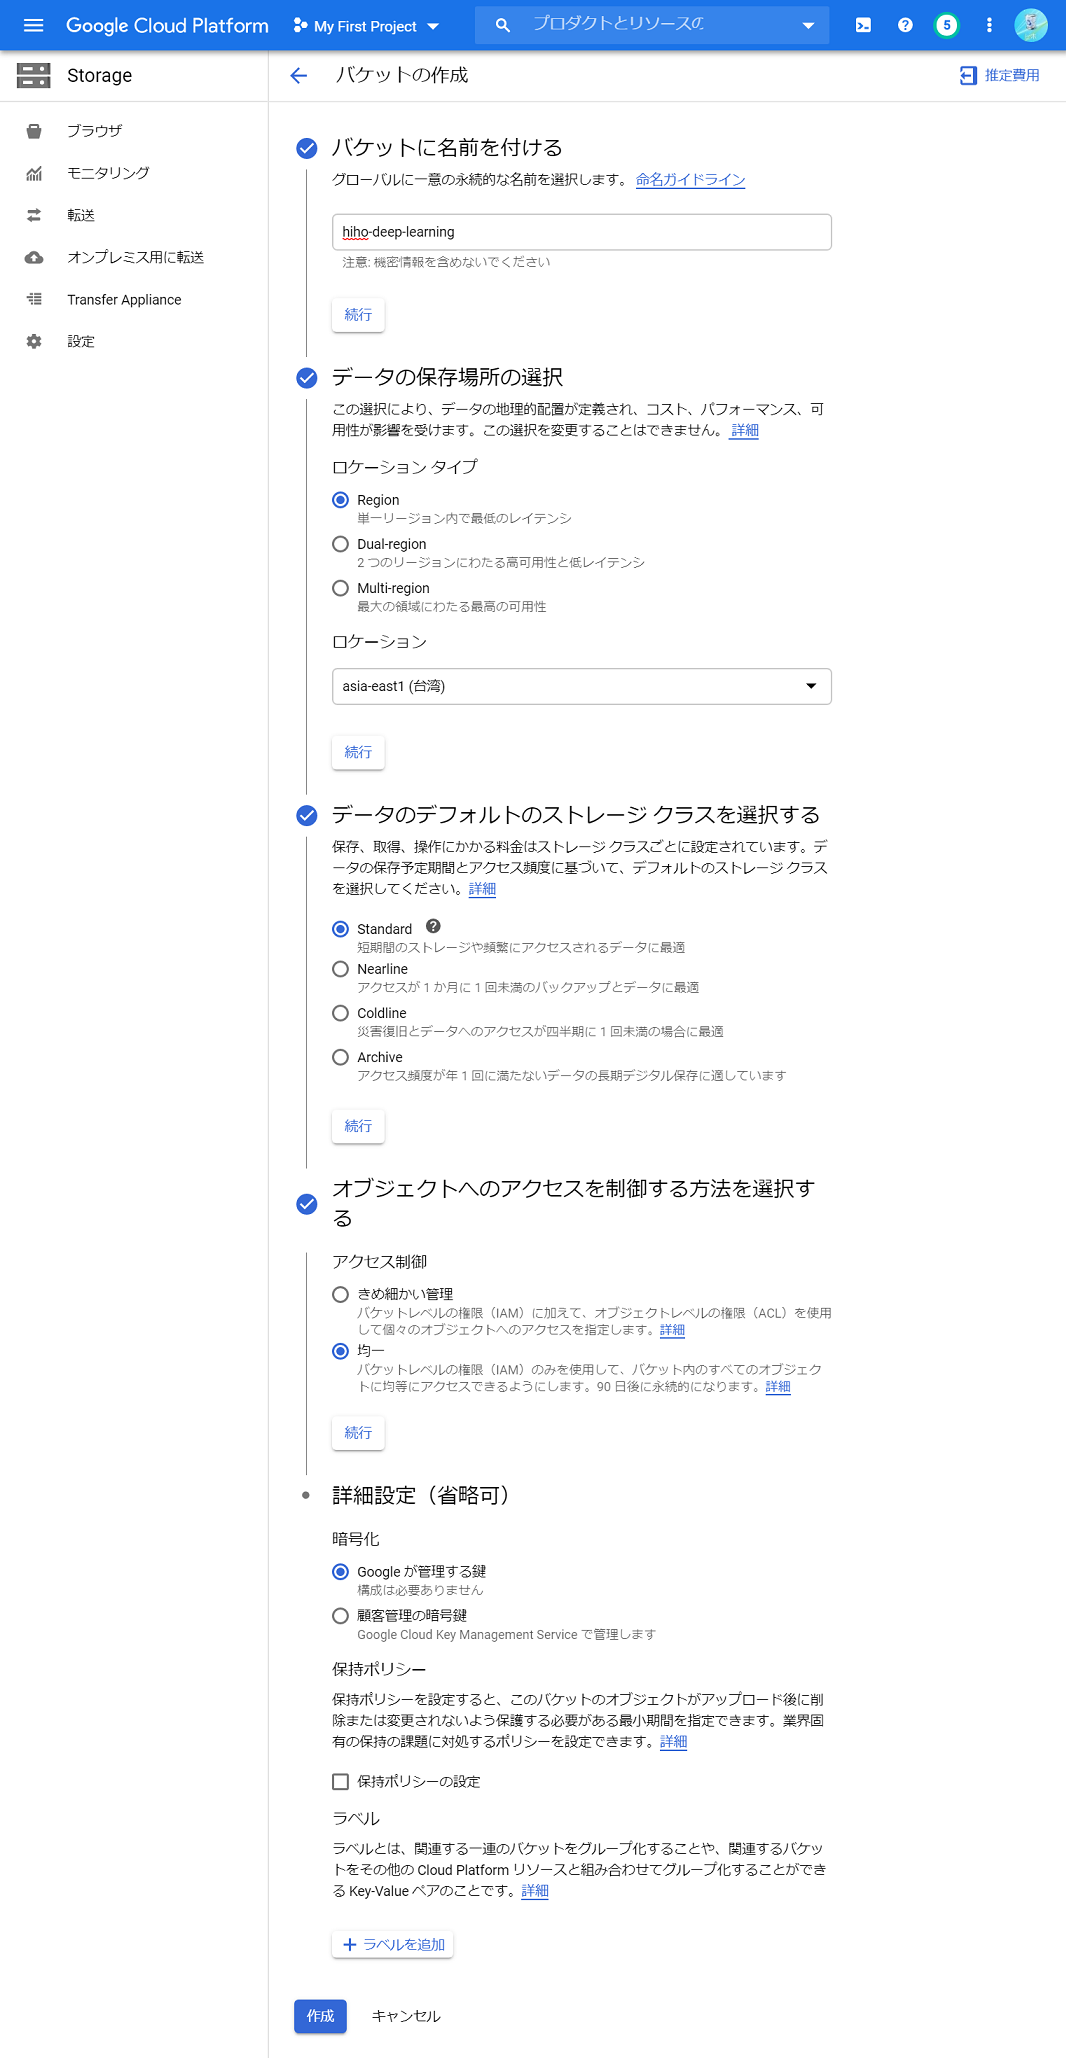 Google Cloud Platform
My First Project
プロダクトとリソースの
5
Storage
バケットの作成
推定費用
ブラウザ
モニタリング
転送
オンプレミス用に転送
Transfer Appliance
設定
バケットに名前を付ける
グローバルに一意の永続的な名前を選択します。 命名ガイドライン
hiho-deep-learning
注意: 機密情報を含めないでください
続行
データの保存場所の選択
この選択により、データの地理的配置が定義され、コスト、パフォーマンス、可
用性が影響を受けます。この選択を変更することはできません。 詳細
ロケーション タイプ
Region
単一リージョン内で最低のレイテンシ
Dual-region
2 つのリージョンにわたる高可用性と低レイテンシ
Multi-region
最大の領域にわたる最高の可用性
ロケーション
asia-east1 (台湾)
続行
データのデフォルトのストレージ クラスを選択する
保存、取得、操作にかかる料金はストレージ クラスごとに設定されています。デ
ータの保存予定期間とアクセス頻度に基づいて、デフォルトのストレージ クラス
を選択してください。詳細
Standard
短期間のストレージや頻繁にアクセスされるデータに最適
Nearline
アクセスが 1 か月に 1 回未満のバックアップとデータに最適
Coldline
災害復旧とデータへのアクセスが四半期に 1 回未満の場合に最適
Archive
アクセス頻度が年 1 回に満たないデータの長期デジタル保存に適しています
続行
オブジェクトへのアクセスを制御する方法を選択す
る
アクセス制御
きめ細かい管理
バケットレベルの権限（IAM）に加えて、オブジェクトレベルの権限（ACL）を使用
して個々のオブジェクトへのアクセスを指定します。詳細
均一
バケットレベルの権限（IAM）のみを使用して、バケット内のすべてのオブジェク
トに均等にアクセスできるようにします。90 日後に永続的になります。詳細
続行
詳細設定（省略可）
暗号化
Google が管理する鍵
構成は必要ありません
顧客管理の暗号鍵
Google Cloud Key Management Service で管理します
保持ポリシー
保持ポリシーを設定すると、このバケットのオブジェクトがアップロード後に削
除または変更されないよう保護する必要がある最小期間を指定できます。業界固
有の保持の課題に対処するポリシーを設定できます。詳細
保持ポリシーの設定
ラベル
ラベルとは、関連する一連のバケットをグループ化することや、関連するバケッ
トをその他の Cloud Platform リソースと組み合わせてグループ化することができ
る Key-Value ペアのことです。詳細
ラベルを追加
作成
キャンセル